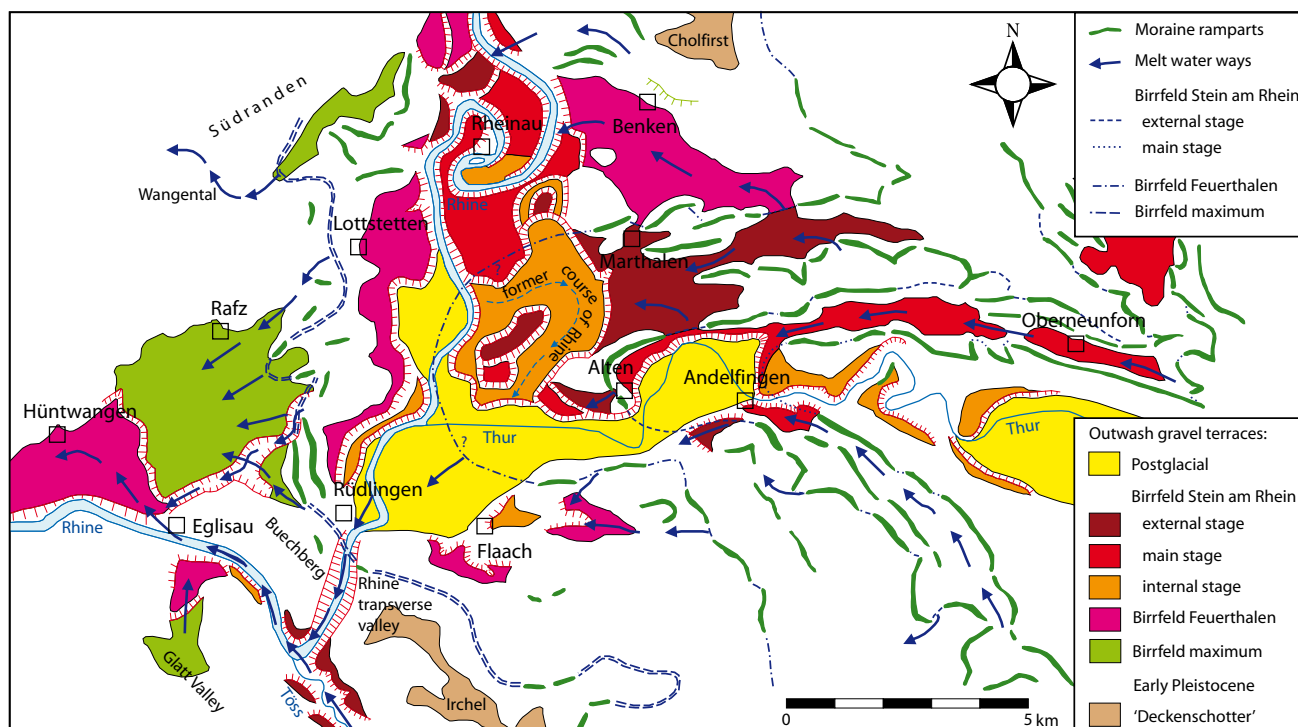 Cholfirst
N
Moraine ramparts
Melt water ways
Birrfeld Stein am Rhein
external stage
main stage
Birrfeld Feuerthalen
Birrfeld maximum
Südranden
Rheinau
Benken
Wangental
Rhine
Lottstetten
Marthalen
?
former
course of Rhine
Rafz
Oberneunforn
Alten
Andelfingen
Hüntwangen
Thur
Thur
?
Rüdlingen
Rhine
Eglisau
Buechberg
Flaach
Rhine
transverse
valley
Glatt Valley
Töss
Irchel
0
5 km
Outwash gravel terraces:
Postglacial
Birrfeld Stein am Rhein
external stage
main stage
internal stage
Birrfeld Feuerthalen
Birrfeld maximum
Early Pleistocene
'Deckenschotter'